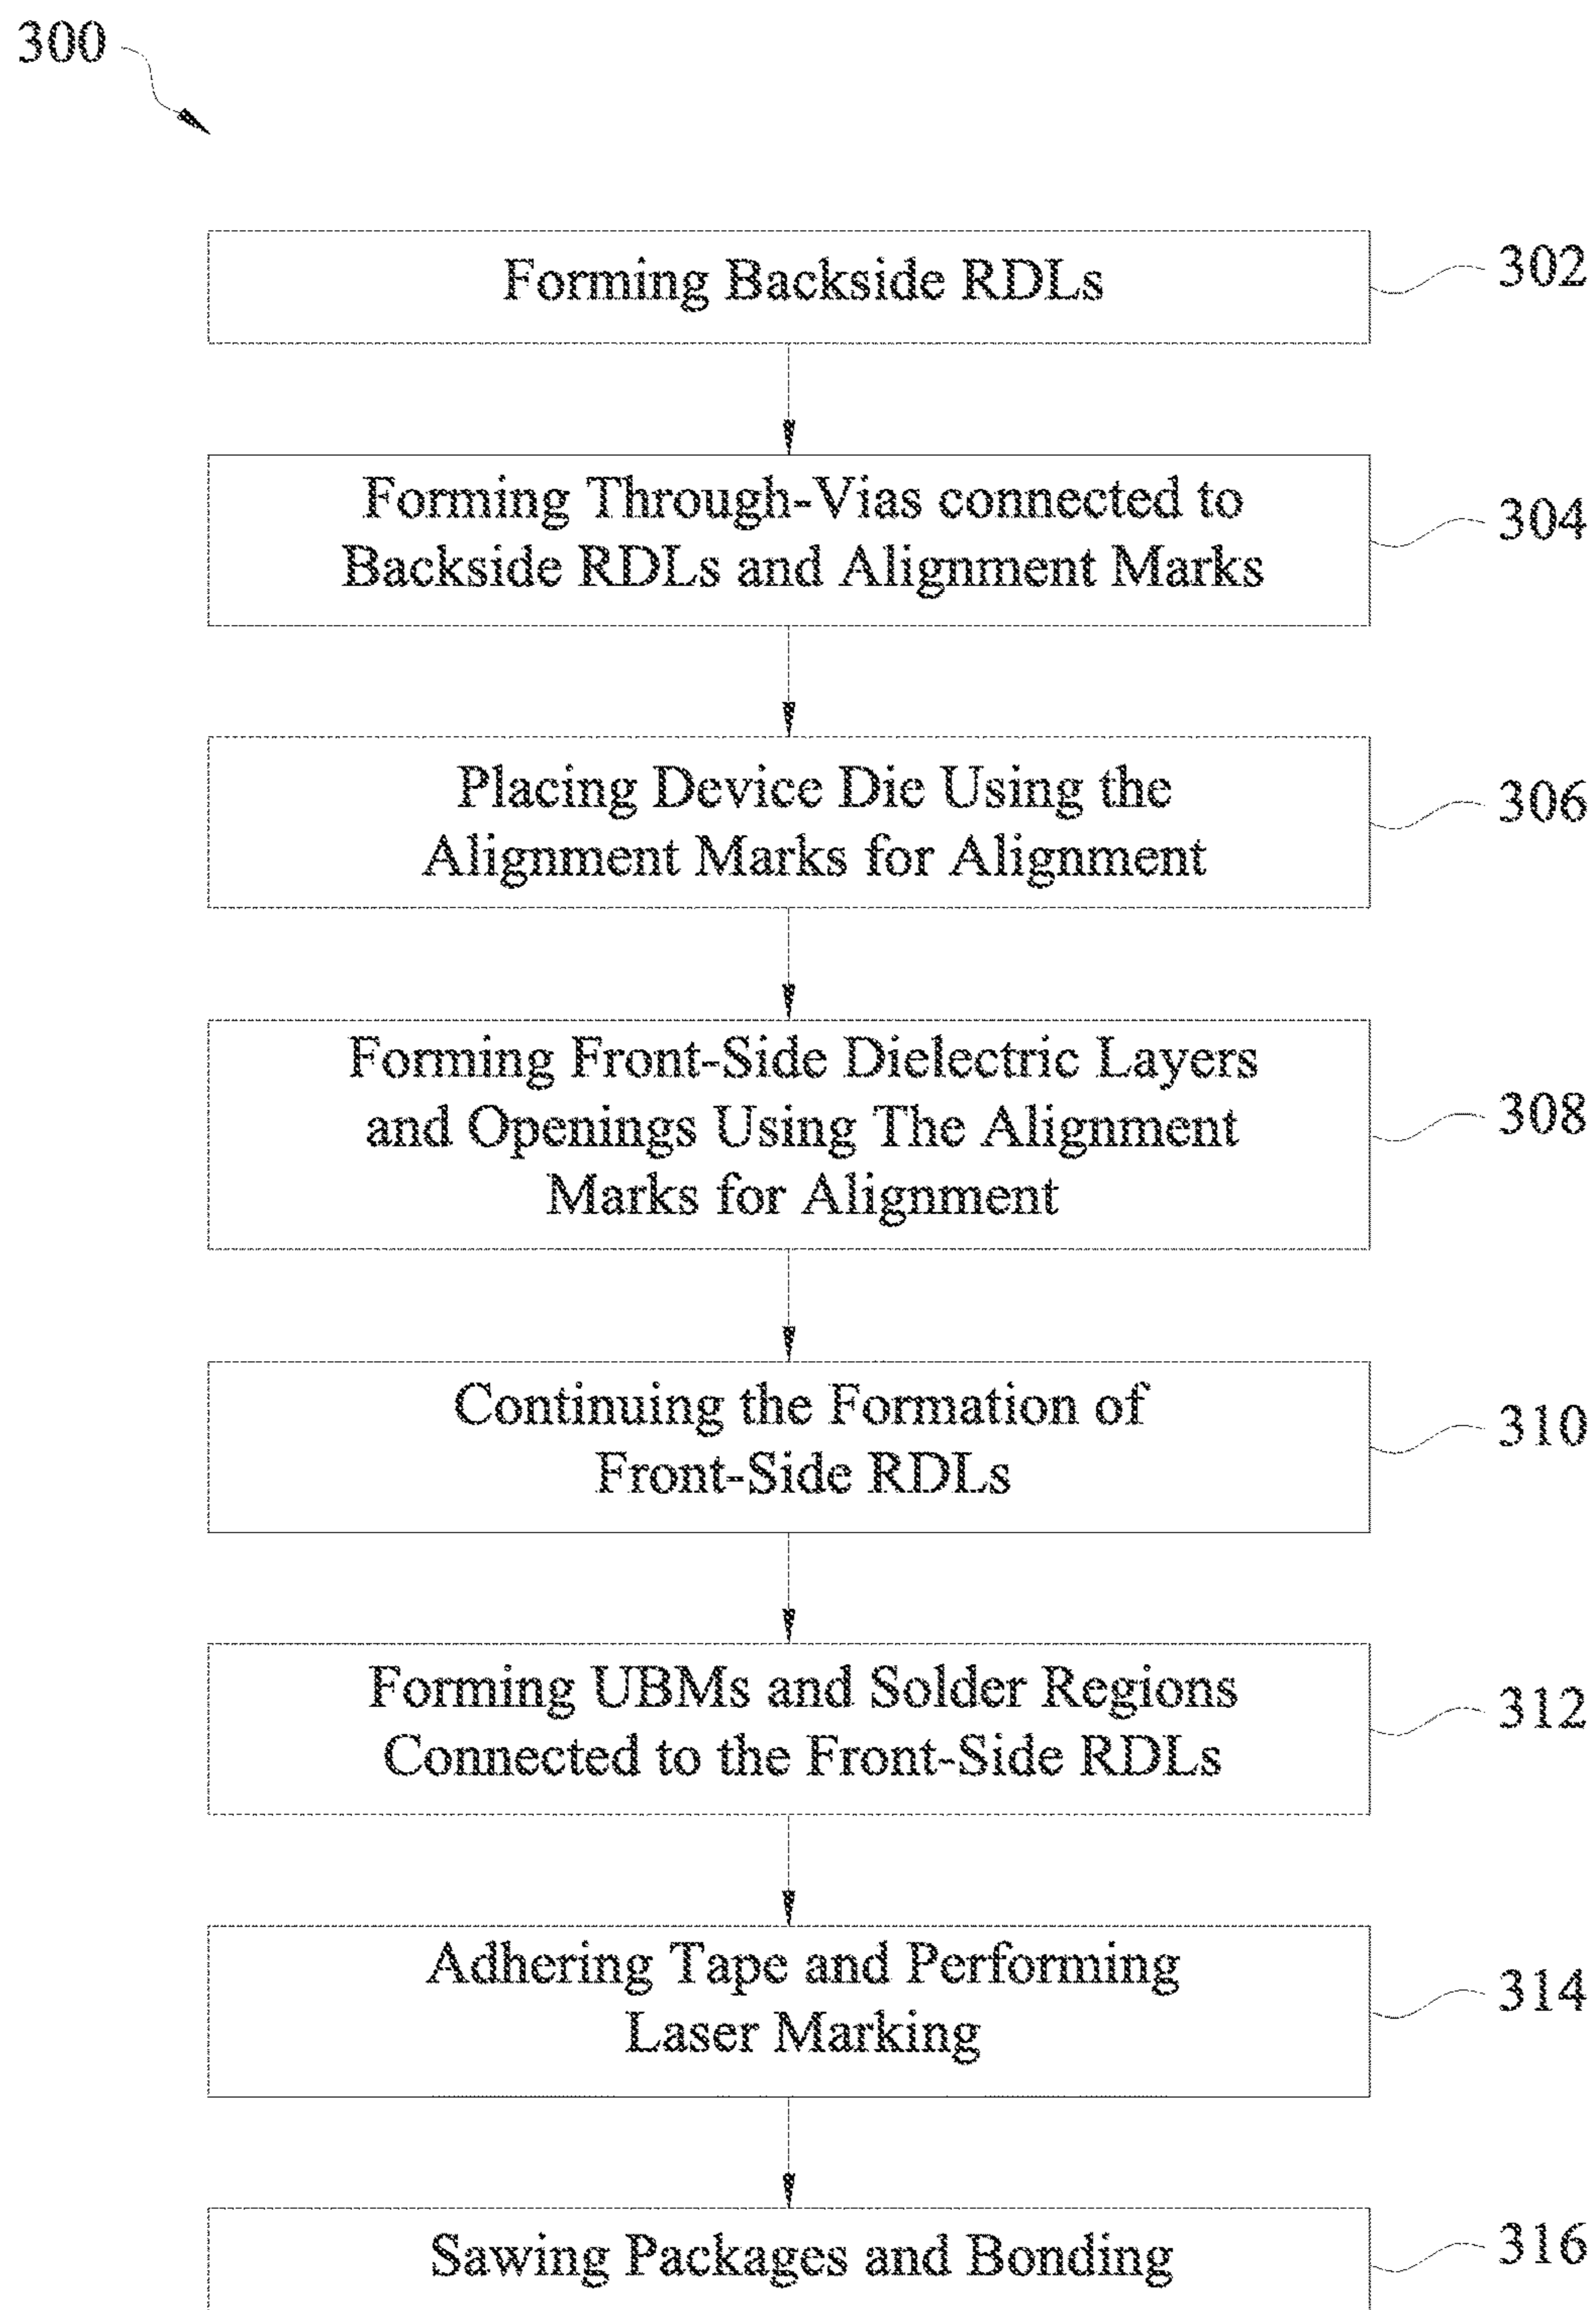 300
Forming Backside RDLs
302
Forming Through-Vias connected to
Backside RDLs and Alignment Marks
304
Placing Device Die Using the
Alignment Marks for Alignment
306
Forming Front-Side Dielectric Layers
and Openings Using The Alignment
Marks for Alignment
308
Continuing the Formation of
Front-Side RDLs
310
Forming UBMs and Solder Regions
Connected to the Front-Side RDLs
312
Adhering Tape and Performing
Laser Marking
314
Sawing Packages and Bonding
316